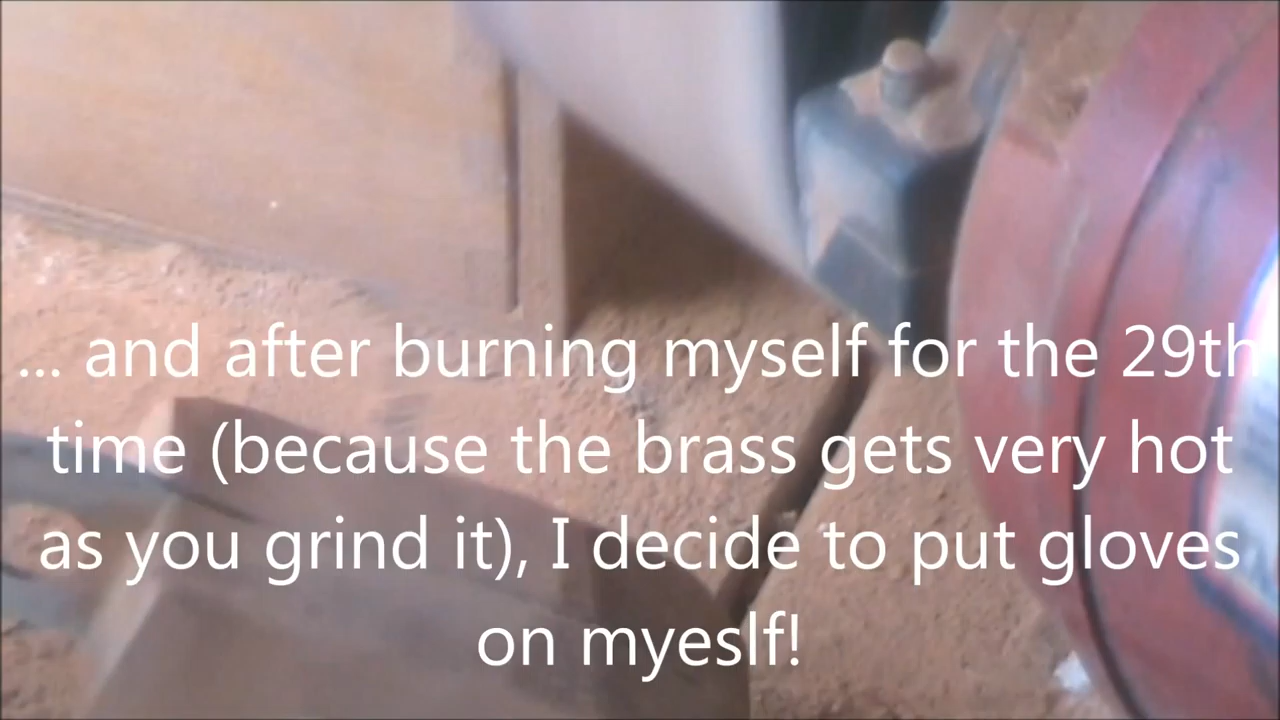 ... and after burning myself for the 29th
time (because the brass gets very hot
as you grind it), I decide to put gloves
on myeslf!